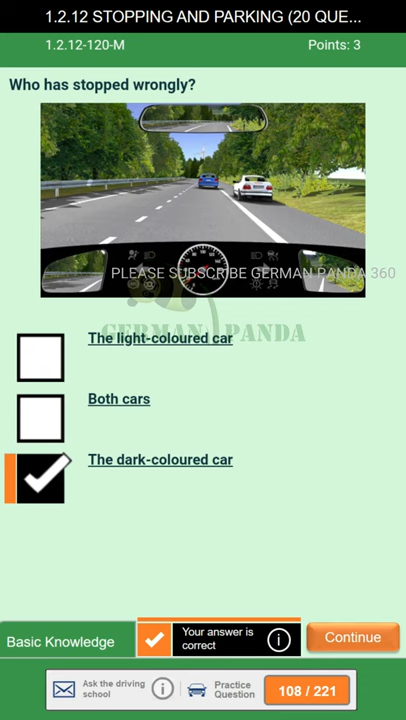 1.2.12 STOPPING AND PARKING (20 QUE...
1.2.12-120-M Points: 3
Who has stopped wrongly?
PLEASE SUBSCRIBE GERMAN PANDA 360
GERMAN PANDA
The light-coloured car
Both cars
The dark-coloured car
Basic Knowledge
Your answer is
correct
Continue
Ask the driving
school
Practice
Question
108 / 221